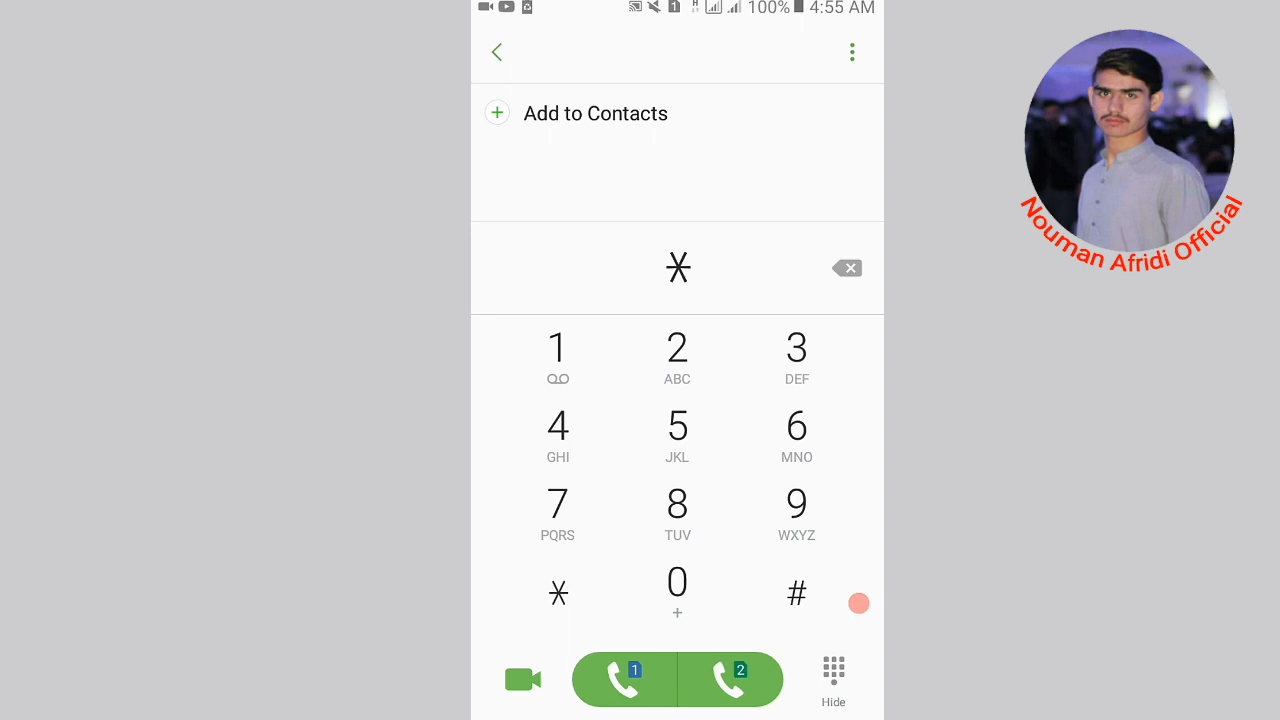 1 H 100% 4:55 AM
Add to Contacts
Nouman Afridi Official
*
1 2 3
ABC DEF
4 5 6
GHI JKL MNO
7 8 9
PQRS TUV WXYZ
* 0 #
+
1 2
Hide